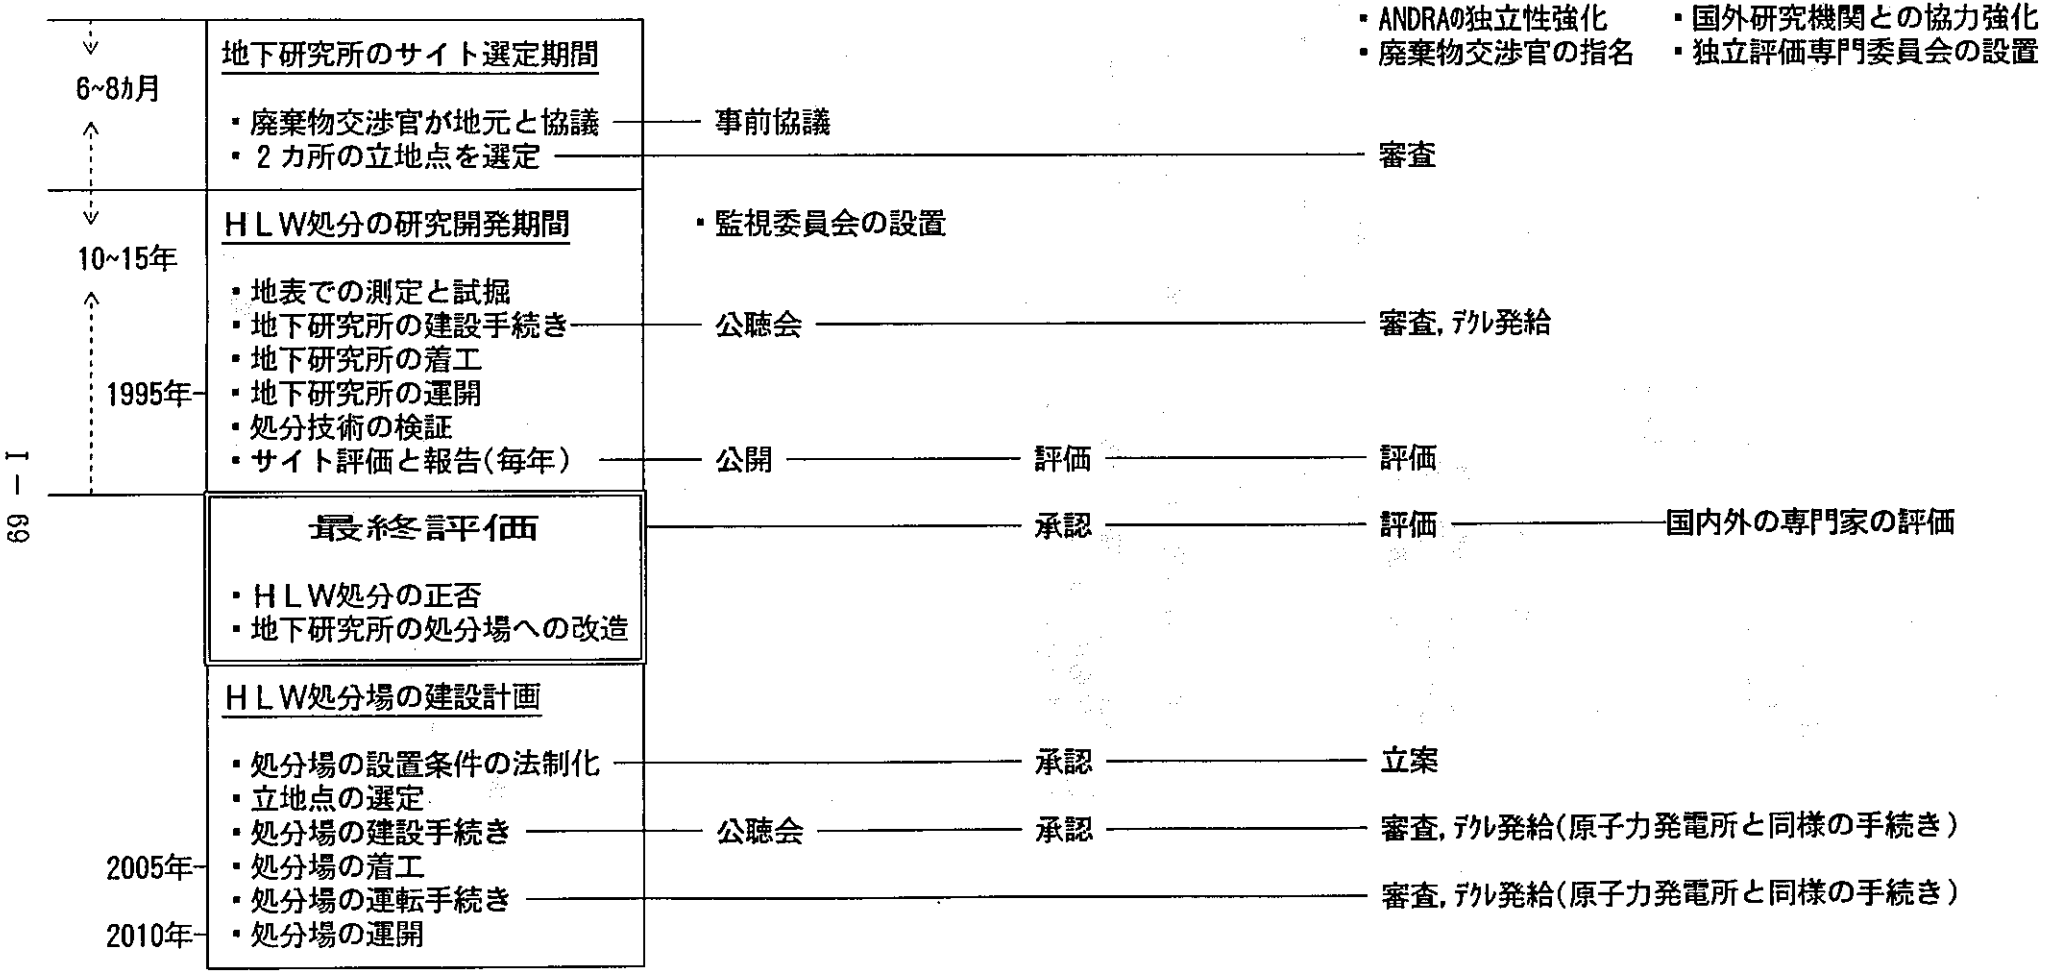 ・ANDRAの独立性強化 ・国外研究機関との協力強化
・廃棄物交渉官の指名 ・独立評価専門委員会の設置
地下研究所のサイト選定期間
6~8ｶ月
・廃棄物交渉官が地元と協議 事前協議
・２カ所の立地点を選定 審査
ＨＬＷ処分の研究開発期間 ・監視委員会の設置
10~15年
・地表での測定と試掘
・地下研究所の建設手続き 公聴会 審査,ﾃﾞｸﾚ発給
・地下研究所の着工
1995年 ・地下研究所の運開
・処分技術の検証
・サイト評価と報告(毎年) 公開 評価 評価
最終評価 承認 評価 国内外の専門家の評価
・ＨＬＷ処分の正否
・地下研究所の処分場への改造
ＨＬＷ処分場の建設計画
・処分場の設置条件の法制化 承認 立案
・立地点の選定
・処分場の建設手続き 公聴会 承認 審査,ﾃﾞｸﾚ発給(原子力発電所と同様の手続き)
2005年 ・処分場の着工
・処分場の運転手続き 審査,ﾃﾞｸﾚ発給(原子力発電所と同様の手続き)
2010年 ・処分場の運開
I － 69